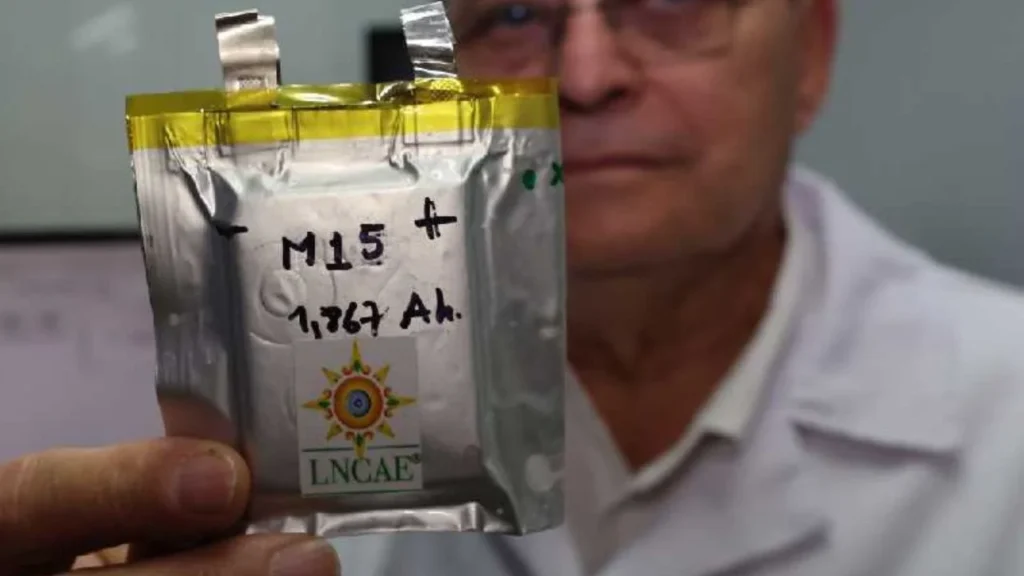 - M15 +
1,867 Ah.
LNCAE